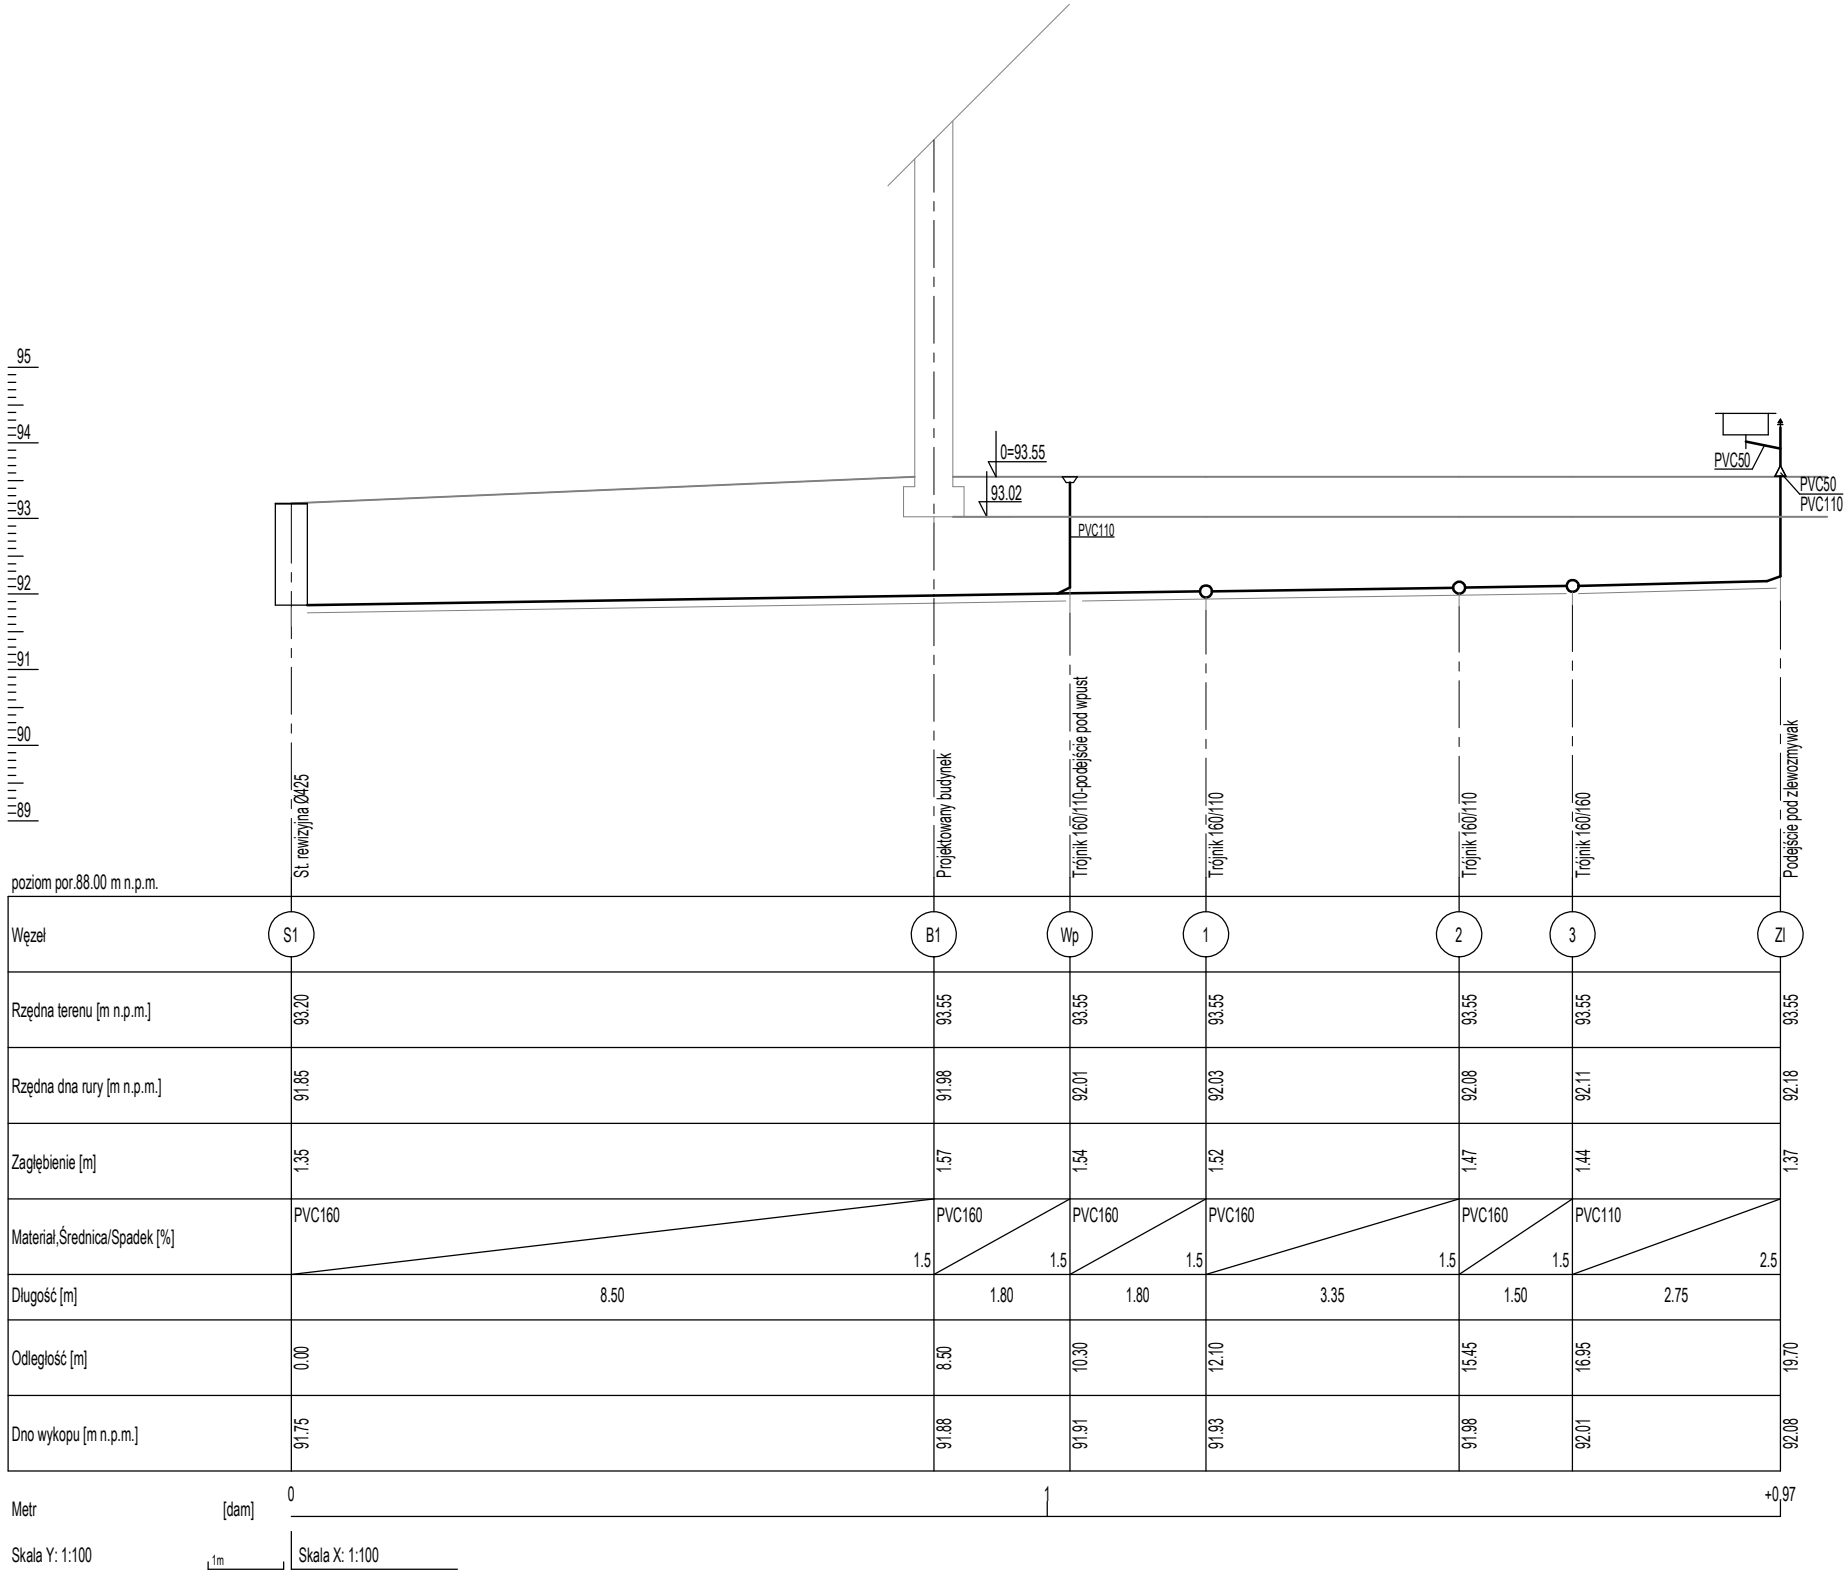 95
94
93
92
91
90
89
0=93.55
93.02
PVC110
PVC50
PVC50
PVC110
St. rewizyjna Ø425
Projektowany budynek
Trójnik 160/110-podejście pod wpust
Trójnik 160/110
Trójnik 160/110
Trójnik 160/160
Podejście pod zlewozmywak
poziom por.88.00 m n.p.m.
Węzeł S1 B1 Wp 1 2 3 Zl
Rzędna terenu [m n.p.m.] 93.20 93.55 93.55 93.55 93.55 93.55 93.55
Rzędna dna rury [m n.p.m.] 91.85 91.98 92.01 92.03 92.08 92.11 92.18
Zagłębienie [m] 1.35 1.57 1.54 1.52 1.47 1.44 1.37
PVC160 PVC160 PVC160 PVC160 PVC160 PVC110
Materiał,Średnica/Spadek [%]
1.5 1.5 1.5 1.5 1.5 2.5
Długość [m] 8.50 1.80 1.80 3.35 1.50 2.75
Odległość [m] 0.00 8.50 10.30 12.10 15.45 16.95 19.70
Dno wykopu [m n.p.m.] 91.75 91.88 91.91 91.93 91.98 92.01 92.08
Metr [dam] 0 1 +0,97
Skala Y: 1:100 1m Skala X: 1:100